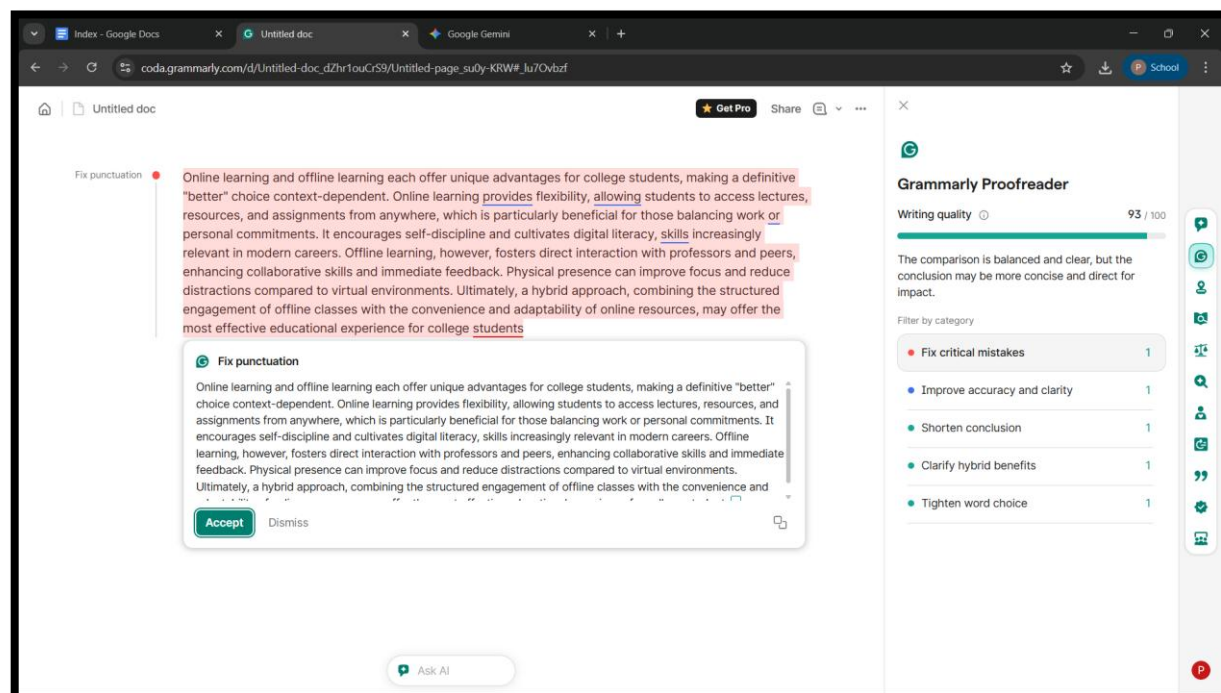 Index - Google Docs
Untitled doc
Google Gemini
coda.grammarly.com/d/Untitled-doc_dZhr1ouCrS9/Untitled-page_su0y-KRW#_lu7Ovbzf
P School
Untitled doc
Get Pro Share
Fix punctuation
Online learning and offline learning each offer unique advantages for college students, making a definitive
"better" choice context-dependent. Online learning provides flexibility, allowing students to access lectures,
resources, and assignments from anywhere, which is particularly beneficial for those balancing work or
personal commitments. It encourages self-discipline and cultivates digital literacy, skills increasingly
relevant in modern careers. Offline learning, however, fosters direct interaction with professors and peers,
enhancing collaborative skills and immediate feedback. Physical presence can improve focus and reduce
distractions compared to virtual environments. Ultimately, a hybrid approach, combining the structured
engagement of offline classes with the convenience and adaptability of online resources, may offer the
most effective educational experience for college students
Fix punctuation
Online learning and offline learning each offer unique advantages for college students, making a definitive "better"
choice context-dependent. Online learning provides flexibility, allowing students to access lectures, resources, and
assignments from anywhere, which is particularly beneficial for those balancing work or personal commitments. It
encourages self-discipline and cultivates digital literacy, skills increasingly relevant in modern careers. Offline
learning, however, fosters direct interaction with professors and peers, enhancing collaborative skills and immediate
feedback. Physical presence can improve focus and reduce distractions compared to virtual environments.
Ultimately, a hybrid approach, combining the structured engagement of offline classes with the convenience and
Accept Dismiss
Ask AI
Grammarly Proofreader
Writing quality 93 / 100
The comparison is balanced and clear, but the
conclusion may be more concise and direct for
impact.
Filter by category
Fix critical mistakes 1
Improve accuracy and clarity 1
Shorten conclusion 1
Clarify hybrid benefits 1
Tighten word choice 1
P